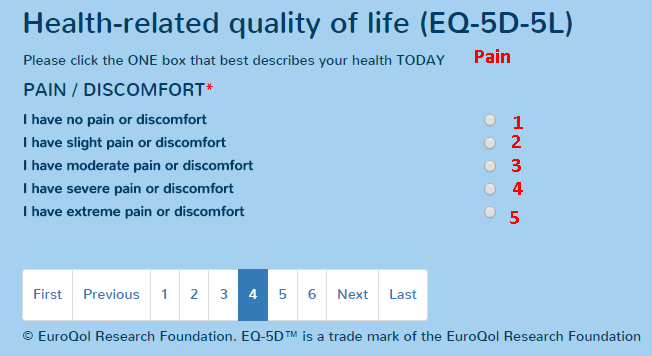 Health-related quality of life (EQ-5D-5L)
Please click the ONE box that best describes your health TODAY Pain
PAIN / DISCOMFORT*
I have no pain or discomfort 1
I have slight pain or discomfort 2
I have moderate pain or discomfort 3
I have severe pain or discomfort 4
I have extreme pain or discomfort 5
First Previous 1 2 3 4 5 6 Next Last
© EuroQol Research Foundation. EQ-5D™ is a trade mark of the EuroQol Research Foundation